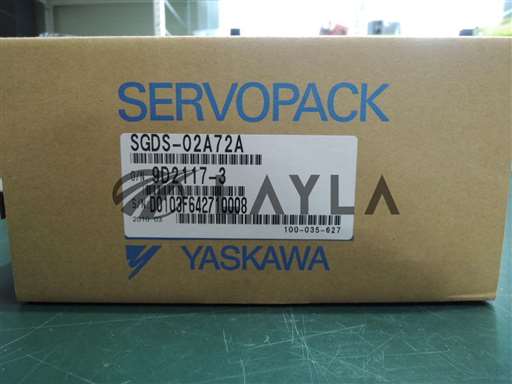 SERVOPACK
SGDS-02A72A
O/N 9D2117-3
S/N D0103F642710008
2010.03
100-035-627
AYLA
YASKAWA